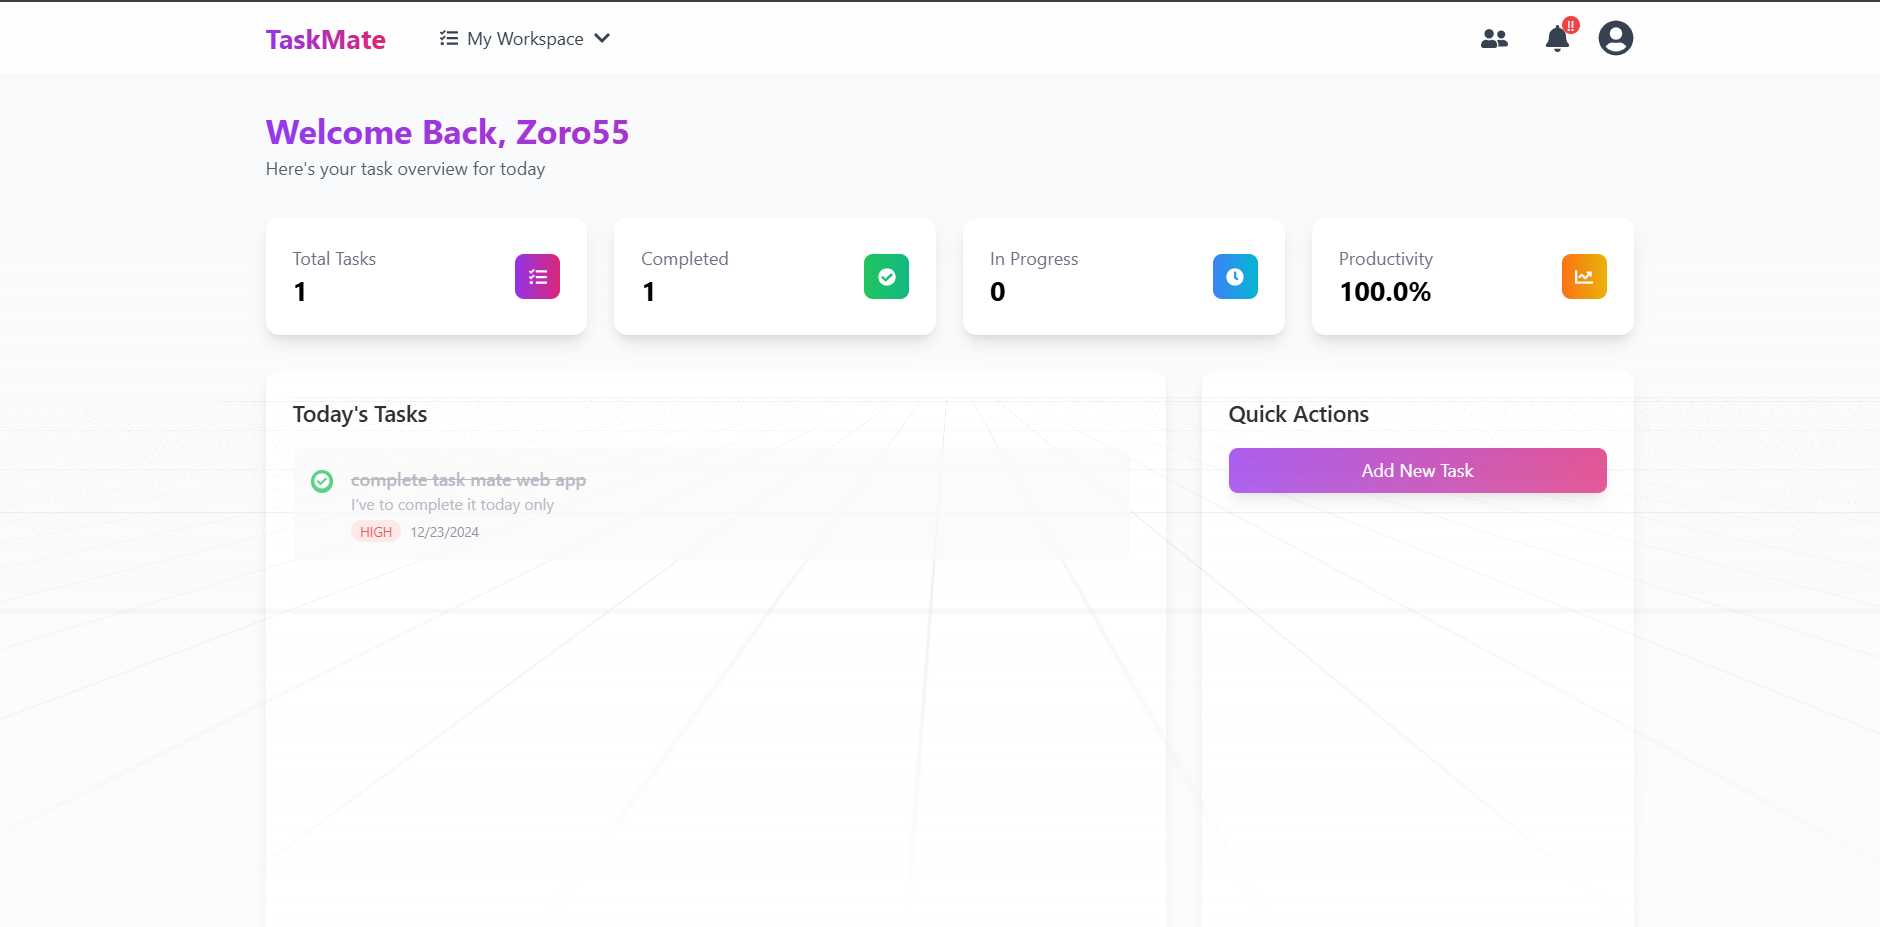 TaskMate
My Workspace
!!
Welcome Back, Zoro55
Here's your task overview for today
Total Tasks
1
Completed
1
In Progress
0
Productivity
100.0%
Today's Tasks
complete task mate web app
I've to complete it today only
HIGH 12/23/2024
Quick Actions
Add New Task